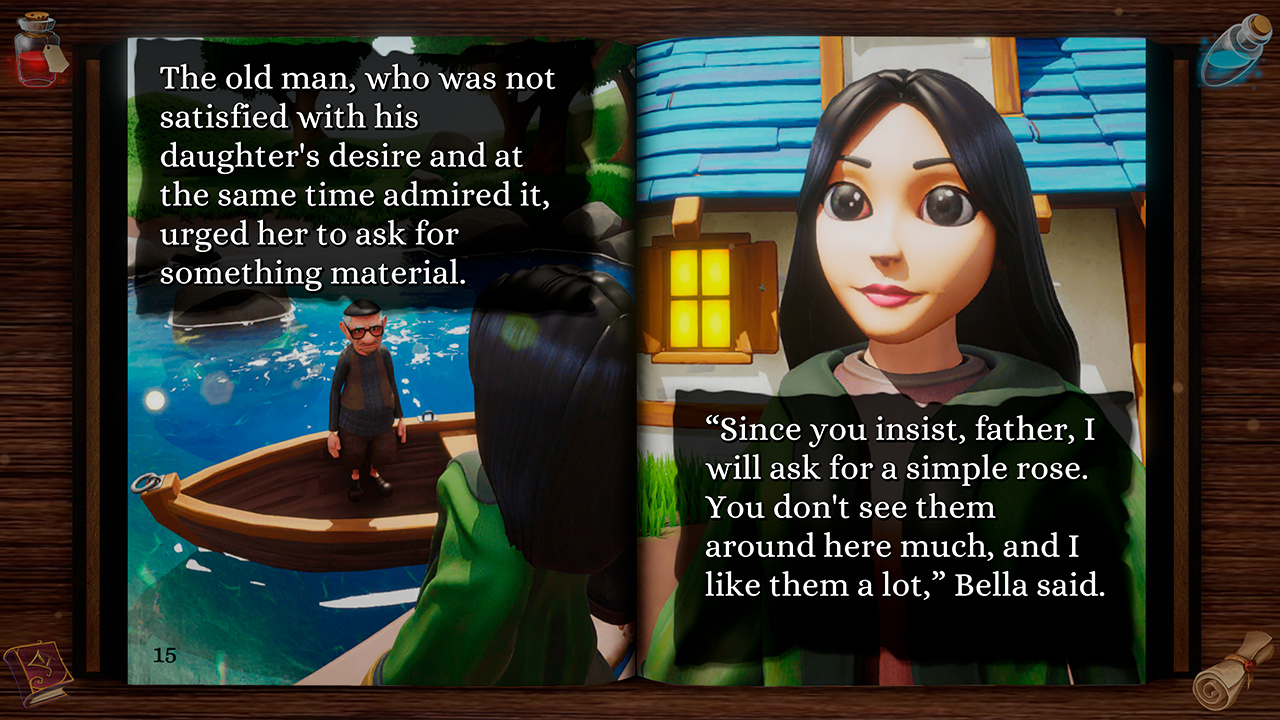 The old man, who was not
satisfied with his
daughter's desire and at
the same time admired it,
urged her to ask for
something material.
15
“Since you insist, father, I
will ask for a simple rose.
You don't see them
around here much, and I
like them a lot,” Bella said.